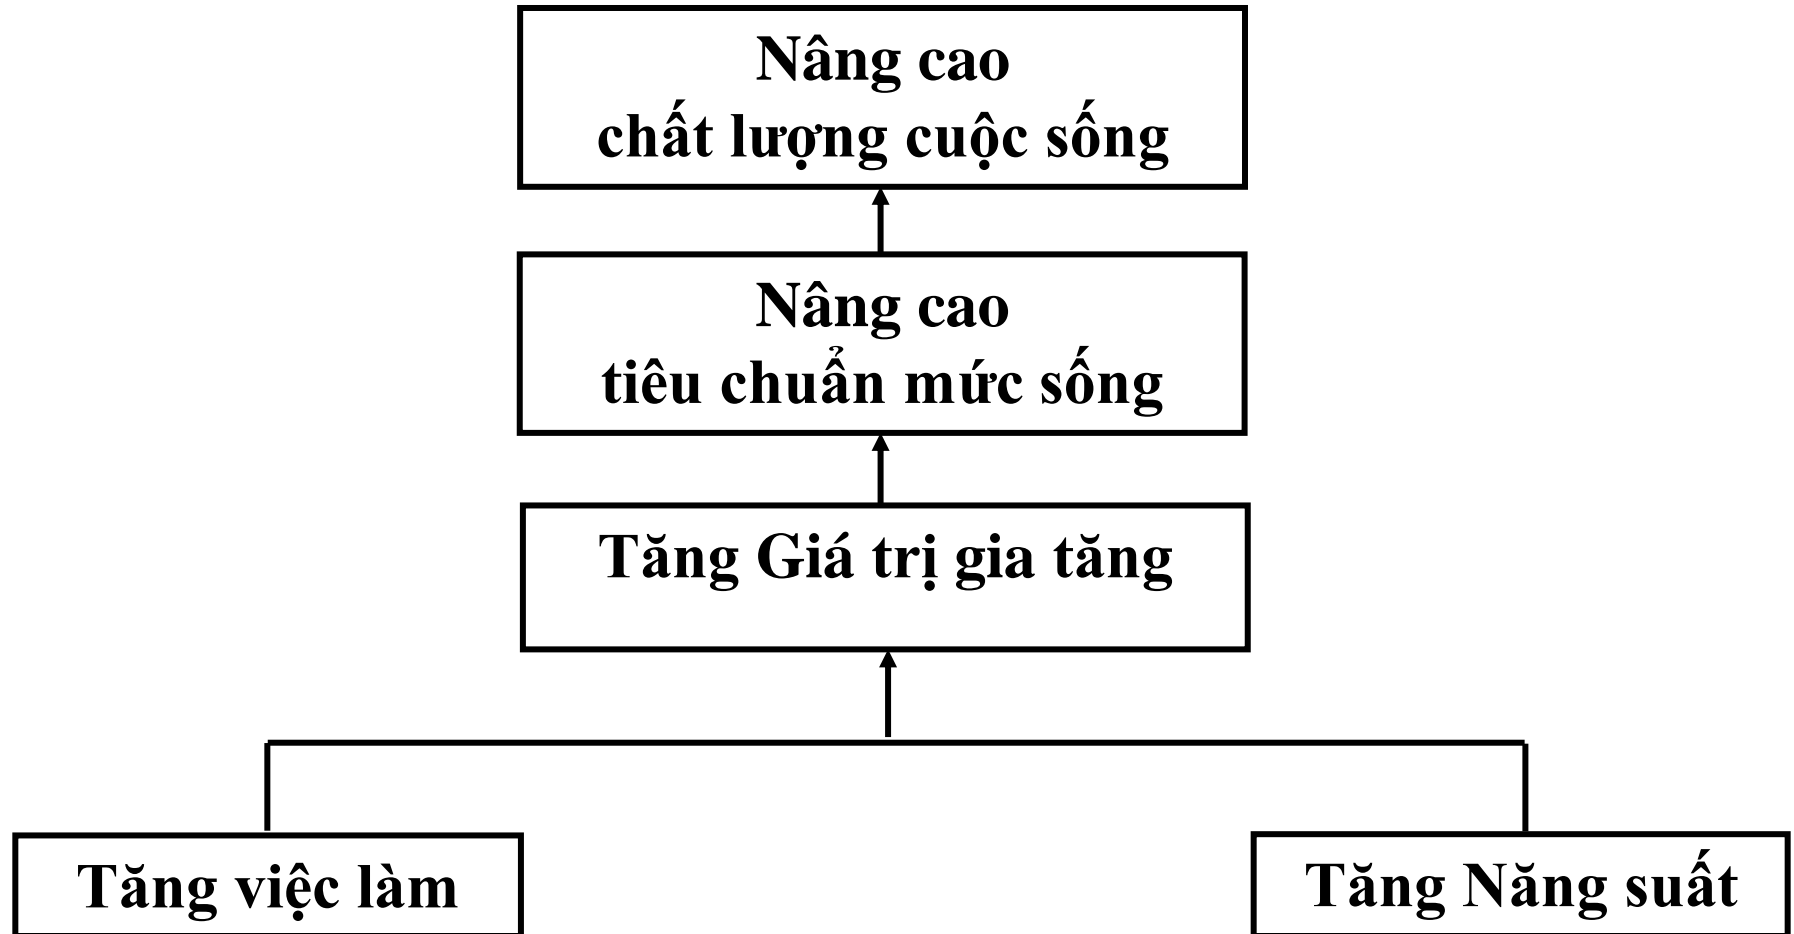 Nâng cao
chất lượng cuộc sống
Nâng cao
tiêu chuẩn mức sống
Tăng Giá trị gia tăng
Tăng việc làm
Tăng Năng suất